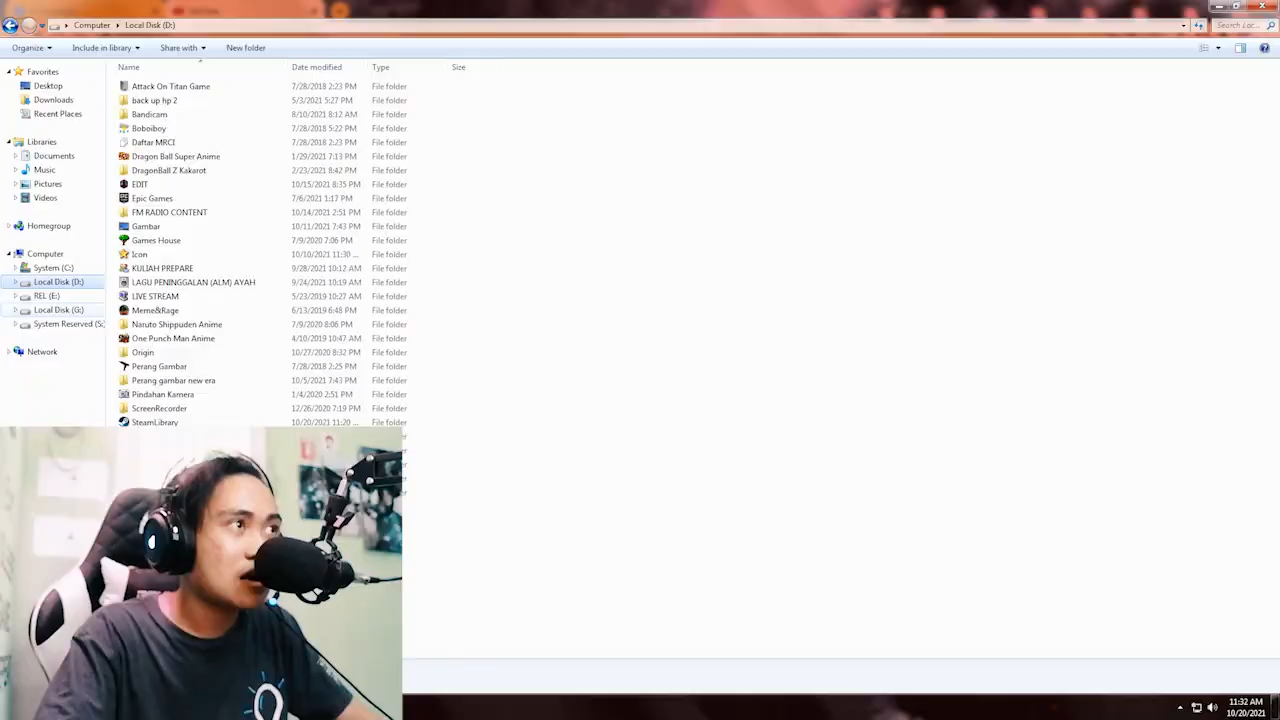 Computer Local Disk (D:) Search Loc...
Organize Include in library Share with New folder
Name Date modified Type Size
Favorites
Desktop
Downloads
Recent Places
Libraries
Documents
Music
Pictures
Videos
Homegroup
Computer
System (C:)
Local Disk (D:)
REL (E:)
Local Disk (G:)
System Reserved (S:
Network
Attack On Titan Game 7/28/2018 2:23 PM File folder
back up hp 2 5/3/2021 5:27 PM File folder
Bandicam 8/10/2021 8:12 AM File folder
Boboiboy 7/28/2018 5:22 PM File folder
Daftar MRCI 7/28/2018 2:23 PM File folder
Dragon Ball Super Anime 1/29/2021 7:13 PM File folder
DragonBall Z Kakarot 2/23/2021 8:42 PM File folder
EDIT 10/15/2021 8:35 PM File folder
Epic Games 7/6/2021 1:17 PM File folder
FM RADIO CONTENT 10/14/2021 2:51 PM File folder
Gambar 10/11/2021 7:43 PM File folder
Games House 7/9/2020 7:06 PM File folder
Icon 10/10/2021 11:30 ... File folder
KULIAH PREPARE 9/28/2021 10:12 AM File folder
LAGU PENINGGALAN (ALM) AYAH 9/24/2021 10:19 AM File folder
LIVE STREAM 5/23/2019 10:27 AM File folder
Meme&Rage 6/13/2019 6:48 PM File folder
Naruto Shippuden Anime 7/9/2020 8:06 PM File folder
One Punch Man Anime 4/10/2019 10:47 AM File folder
Origin 10/27/2020 8:32 PM File folder
Perang Gambar 7/28/2018 2:25 PM File folder
Perang gambar new era 10/5/2021 7:43 PM File folder
Pindahan Kamera 1/4/2020 2:51 PM File folder
ScreenRecorder 12/26/2020 7:19 PM File folder
SteamLibrary 10/20/2021 11:20 ... File folder
11:32 AM
10/20/2021